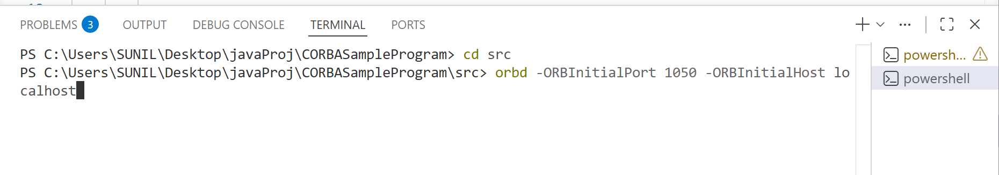 PROBLEMS 3 OUTPUT DEBUG CONSOLE TERMINAL PORTS
PS C:\Users\SUNIL\Desktop\javaProj\CORBASampleProgram> cd src
PS C:\Users\SUNIL\Desktop\javaProj\CORBASampleProgram\src> orbd -ORBInitialPort 1050 -ORBInitialHost lo
calhost
powersh...
powershell